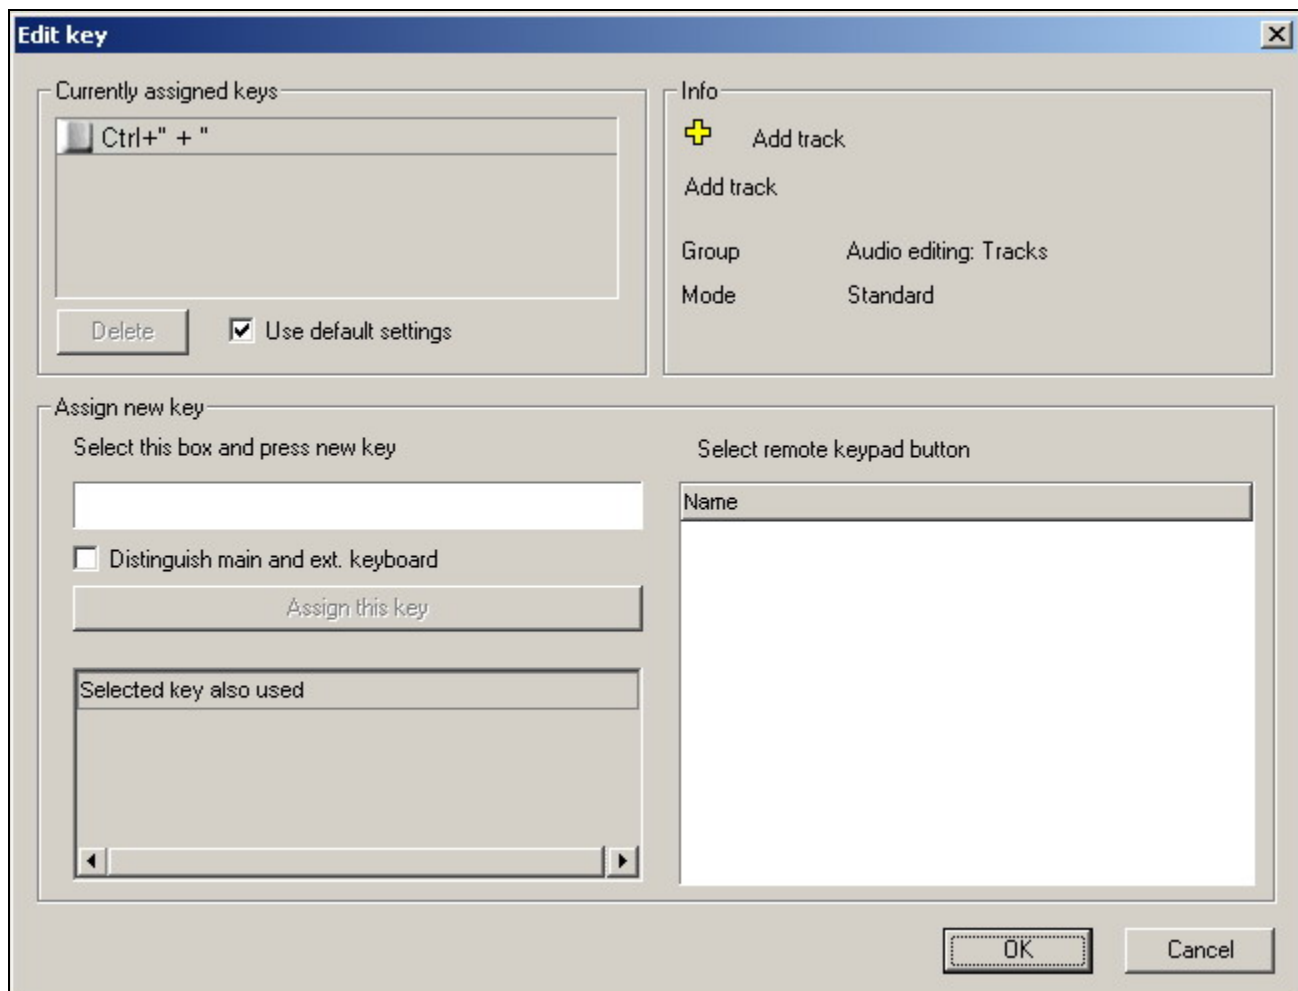 Edit key
Currently assigned keys
Ctrl+" + "
Delete
Use default settings
Info
Add track
Add track
Group Audio editing: Tracks
Mode Standard
Assign new key
Select this box and press new key
Distinguish main and ext. keyboard
Assign this key
Selected key also used
Select remote keypad button
Name
OK
Cancel